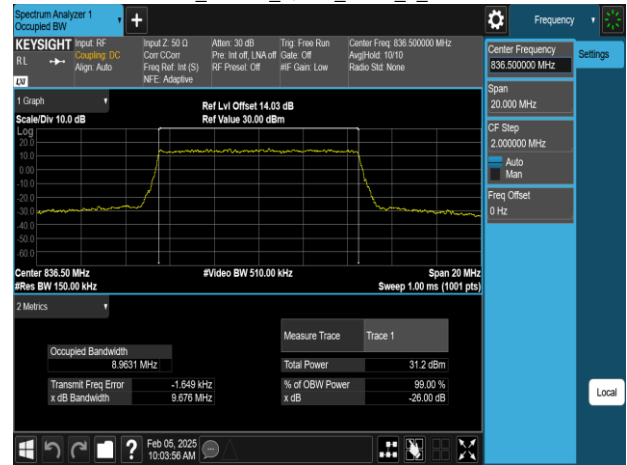 Spectrum Analyzer 1
Occupied BW
Frequency
KEYSIGHT
RL
LXI
Input: RF
Coupling: DC
Align: Auto
Input Z: 50 Ω
Corr CCorr
Freq Ref: Int (S)
NFE: Adaptive
Atten: 30 dB
Pre: Int off, LNA off
RF Presel: Off
Trig: Free Run
Gate: Off
#IF Gain: Low
Center Freq: 836.500000 MHz
Avg|Hold: 10/10
Radio Std: None
Center Frequency
836.500000 MHz
Settings
Span
20.000 MHz
CF Step
2.000000 MHz
Auto
Man
Freq Offset
0 Hz
1 Graph
Scale/Div 10.0 dB
Ref Lvl Offset 14.03 dB
Ref Value 30.00 dBm
Log
20.0
10.0
0.00
-10.0
-20.0
-30.0
-40.0
-50.0
-60.0
Center 836.50 MHz
#Video BW 510.00 kHz
Span 20 MHz
#Res BW 150.00 kHz
Sweep 1.00 ms (1001 pts)
2 Metrics
Measure Trace
Trace 1
Occupied Bandwidth
8.9631 MHz
Total Power
31.2 dBm
Transmit Freq Error
-1.649 kHz
% of OBW Power
99.00 %
x dB Bandwidth
9.676 MHz
x dB
-26.00 dB
Local
Feb 05, 2025
10:03:56 AM